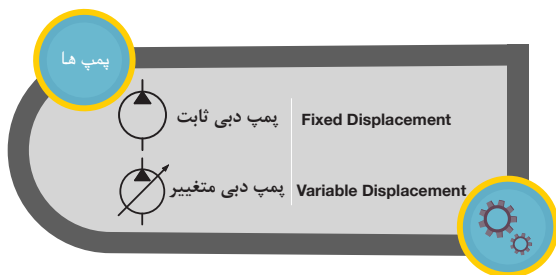 پمپ ها
پمپ دبی ثابت Fixed Displacement
پمپ دبی متغییر Variable Displacement